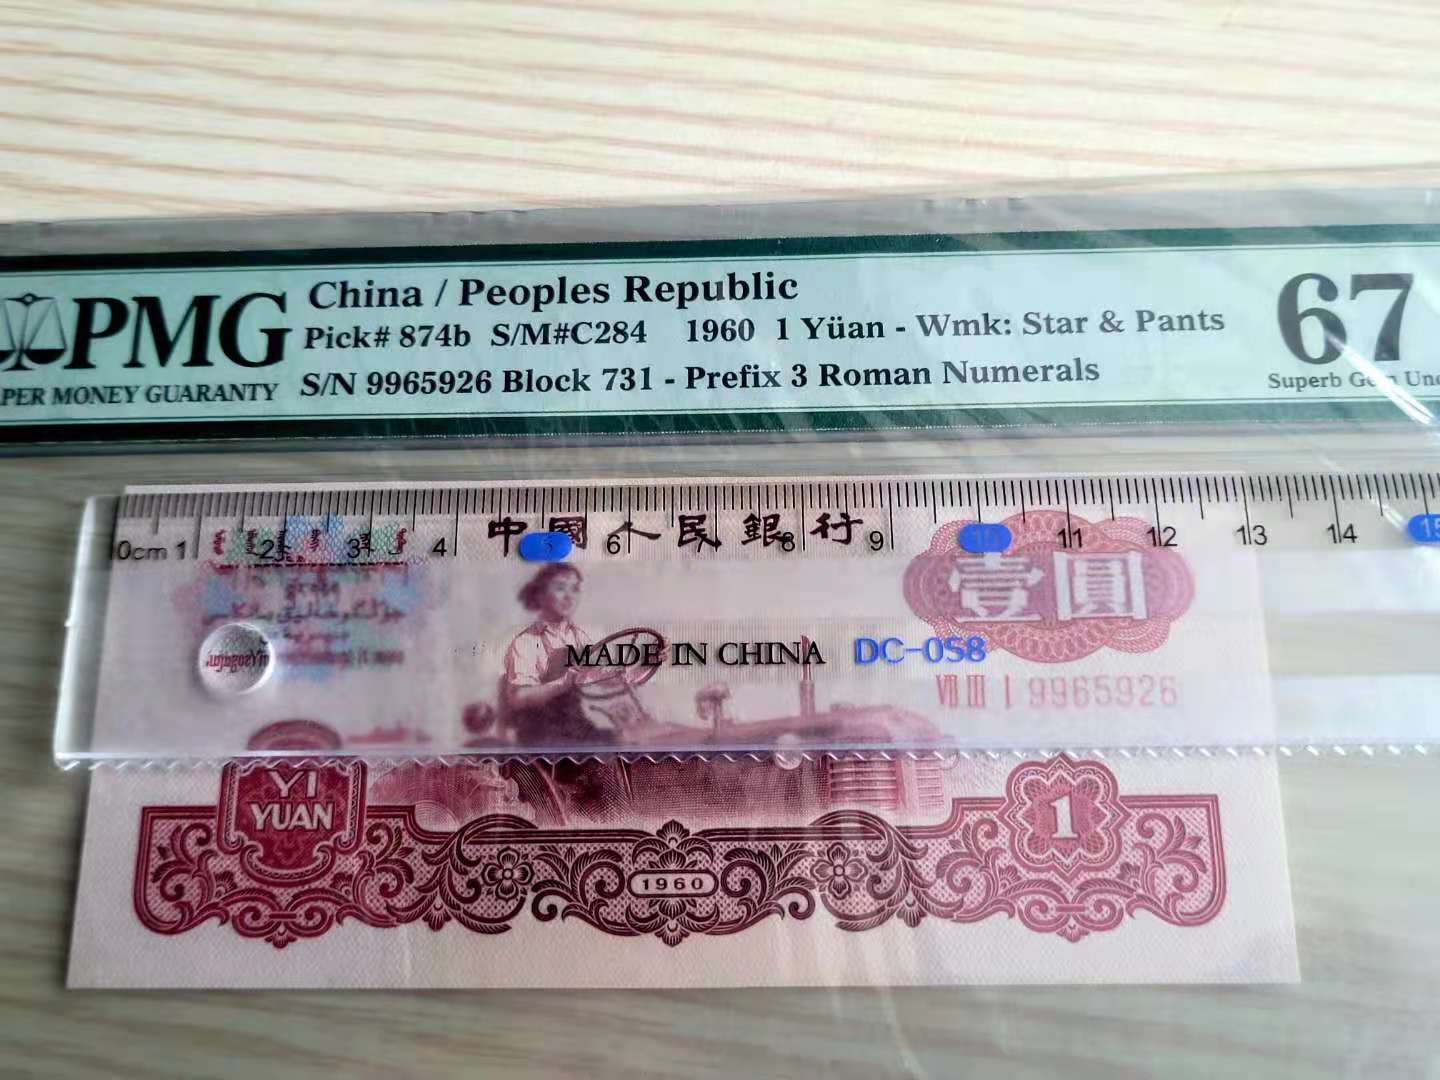 PMG
PER MONEY GUARANTY
China / Peoples Republic
Pick# 874b S/M#C284 1960 1 Yüan - Wmk: Star & Pants
S/N 9965926 Block 731 - Prefix 3 Roman Numerals
67
Superb Unc
0cm 1 2 3 4 5 6 7 8 9 10 11 12 13 14 15
中國人民銀行
壹圓
MADE IN CHINA DC-058
VII III I 9965926
YI
YUAN
1
1960